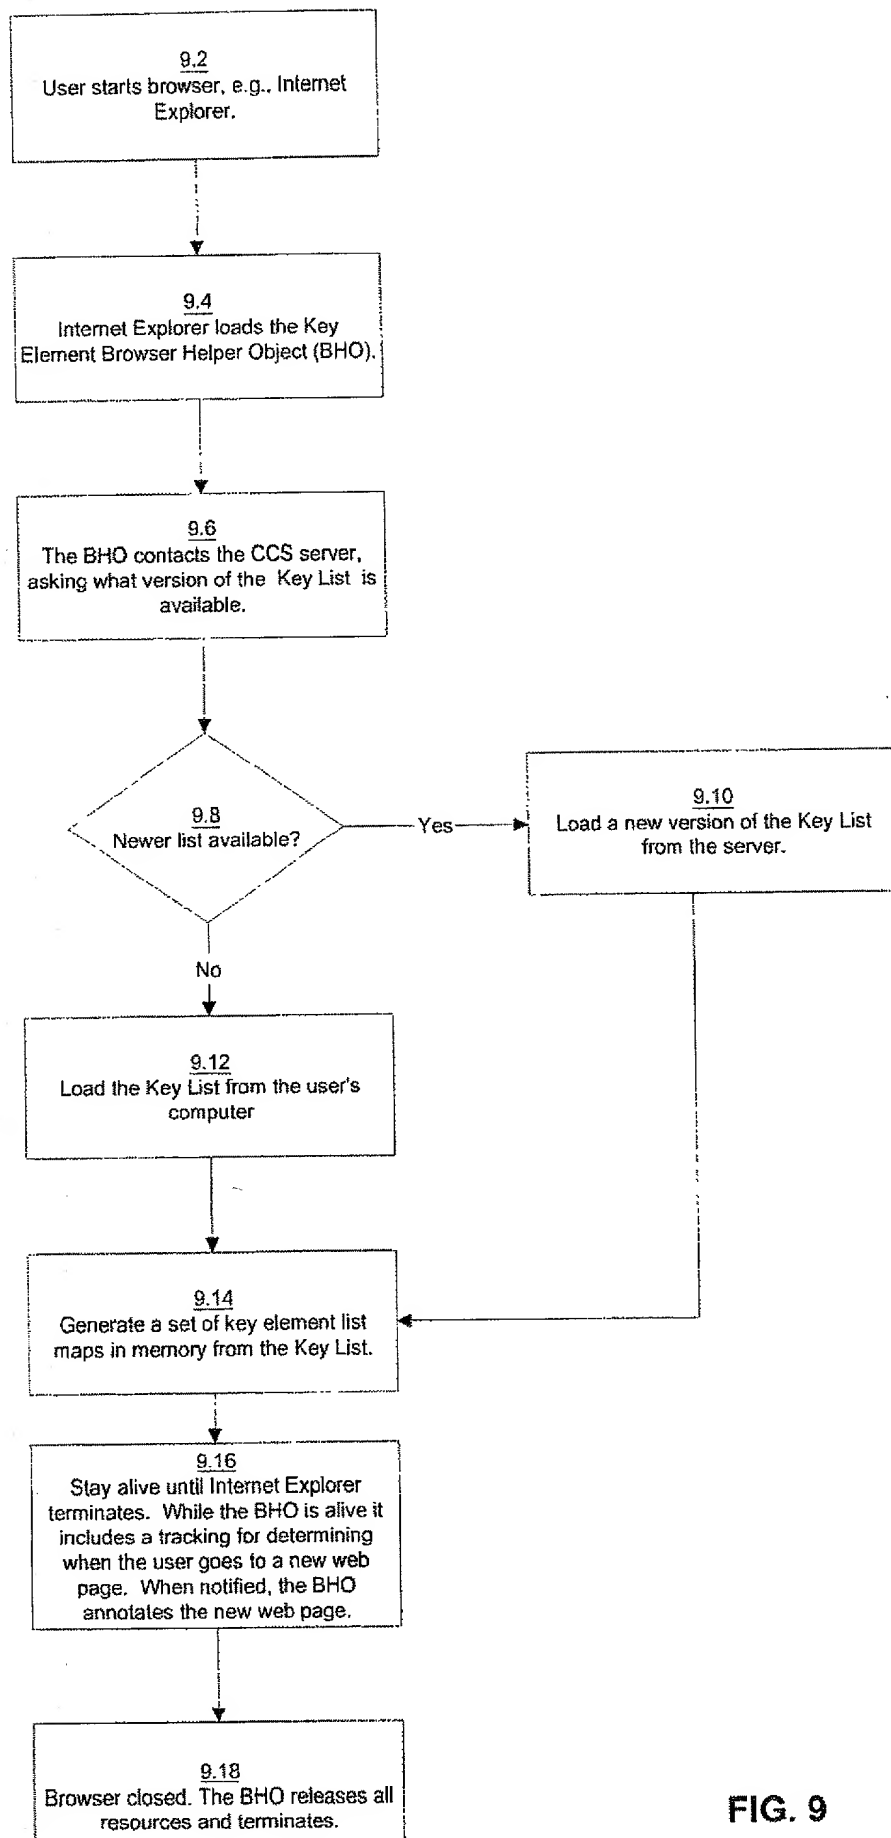 9.2
User starts browser, e.g., Internet
Explorer.
9.4
Internet Explorer loads the Key
Element Browser Helper Object (BHO).
9.6
The BHO contacts the CCS server,
asking what version of the Key List is
available.
9.8
Newer list available?
Yes
9.10
Load a new version of the Key List
from the server.
No
9.12
Load the Key List from the user's
computer
9.14
Generate a set of key element list
maps in memory from the Key List.
9.16
Stay alive until Internet Explorer
terminates. While the BHO is alive it
includes a tracking for determining
when the user goes to a new web
page. When notified, the BHO
annotates the new web page.
9.18
Browser closed. The BHO releases all
resources and terminates.
FIG. 9